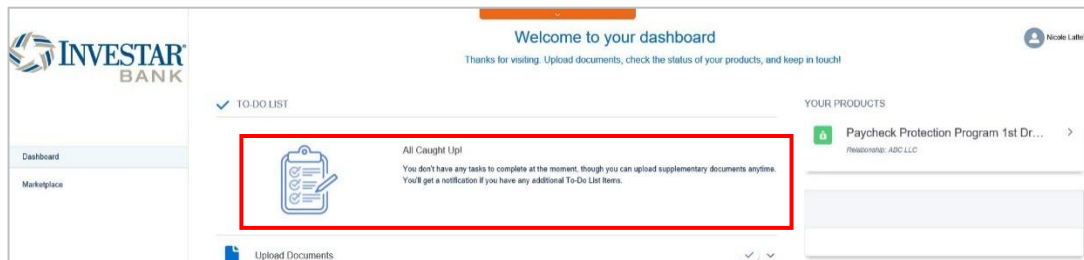 INVESTAR
BANK
Welcome to your dashboard
Thanks for visiting. Upload documents, check the status of your products, and keep in touch!
Nicole Latte
TO-DO LIST
YOUR PRODUCTS
All Caught Up!
You don't have any tasks to complete at the moment, though you can upload supplementary documents anytime.
You'll get a notification if you have any additional To-Do List Items.
Paycheck Protection Program 1st Dr...
Relationship: ABC LLC
Dashboard
Marketplace
Upload Documents